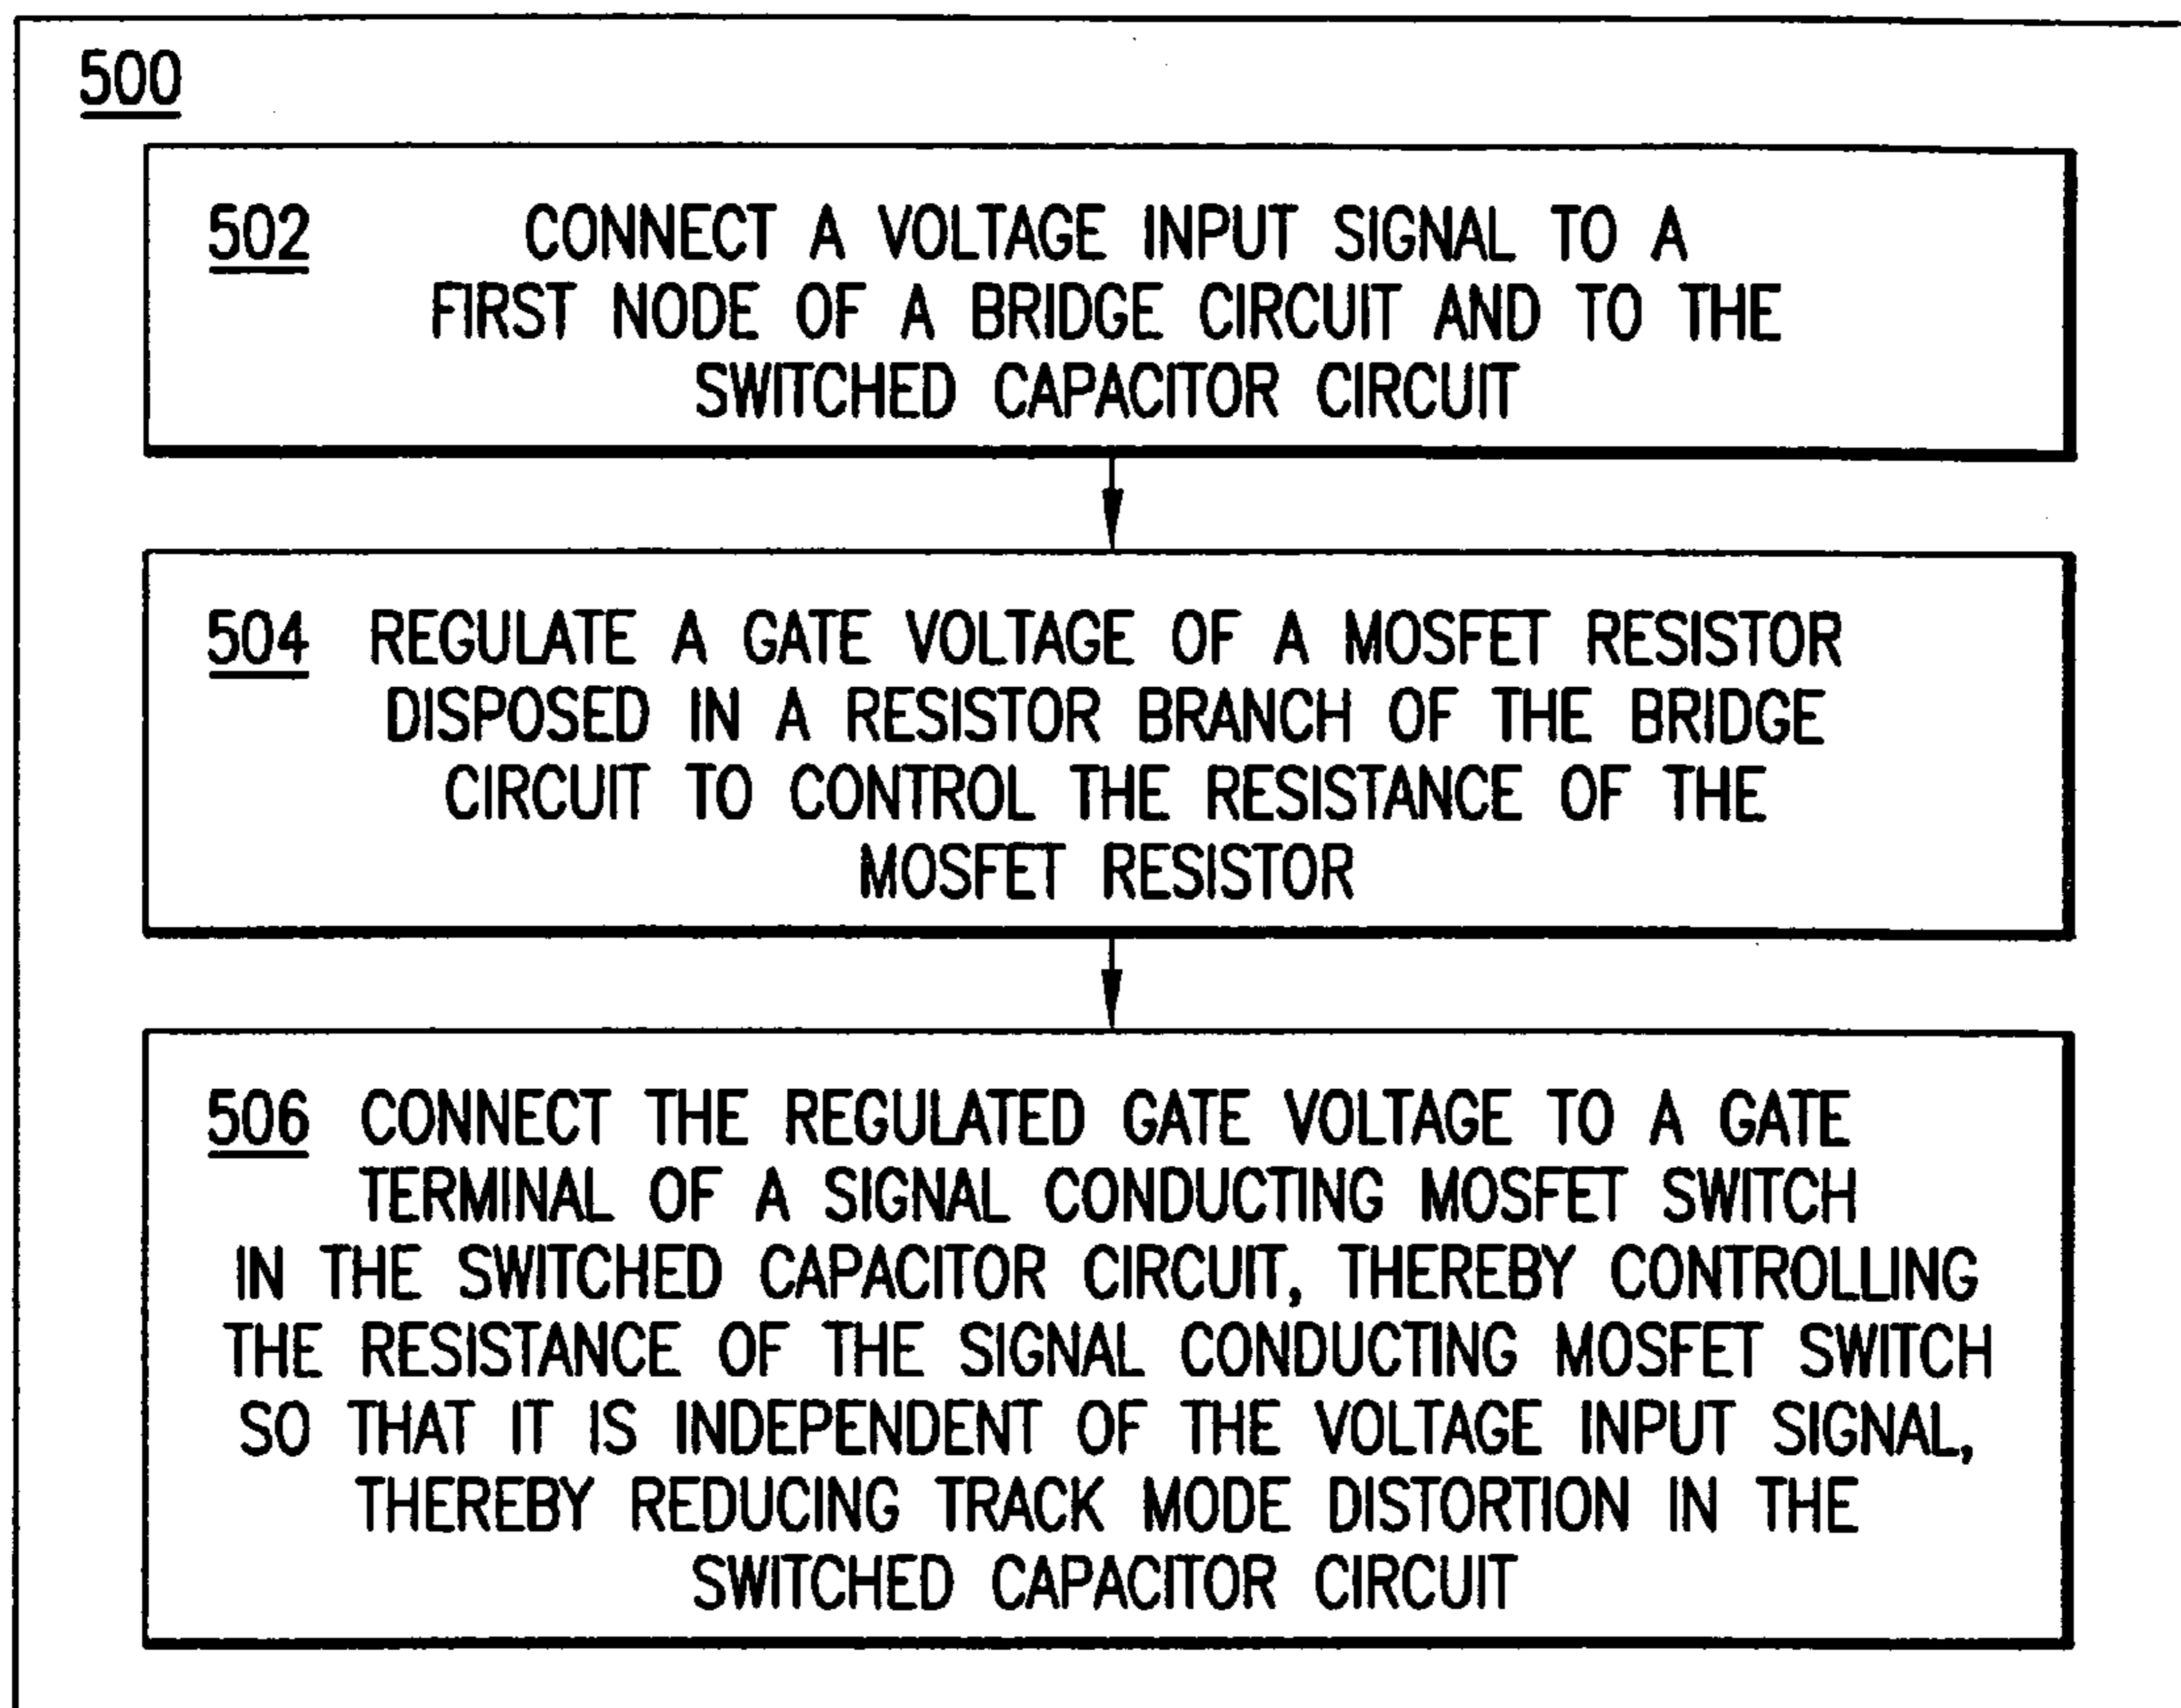 500
502 CONNECT A VOLTAGE INPUT SIGNAL TO A
FIRST NODE OF A BRIDGE CIRCUIT AND TO THE
SWITCHED CAPACITOR CIRCUIT
504 REGULATE A GATE VOLTAGE OF A MOSFET RESISTOR
DISPOSED IN A RESISTOR BRANCH OF THE BRIDGE
CIRCUIT TO CONTROL THE RESISTANCE OF THE
MOSFET RESISTOR
506 CONNECT THE REGULATED GATE VOLTAGE TO A GATE
TERMINAL OF A SIGNAL CONDUCTING MOSFET SWITCH
IN THE SWITCHED CAPACITOR CIRCUIT, THEREBY CONTROLLING
THE RESISTANCE OF THE SIGNAL CONDUCTING MOSFET SWITCH
SO THAT IT IS INDEPENDENT OF THE VOLTAGE INPUT SIGNAL,
THEREBY REDUCING TRACK MODE DISTORTION IN THE
SWITCHED CAPACITOR CIRCUIT